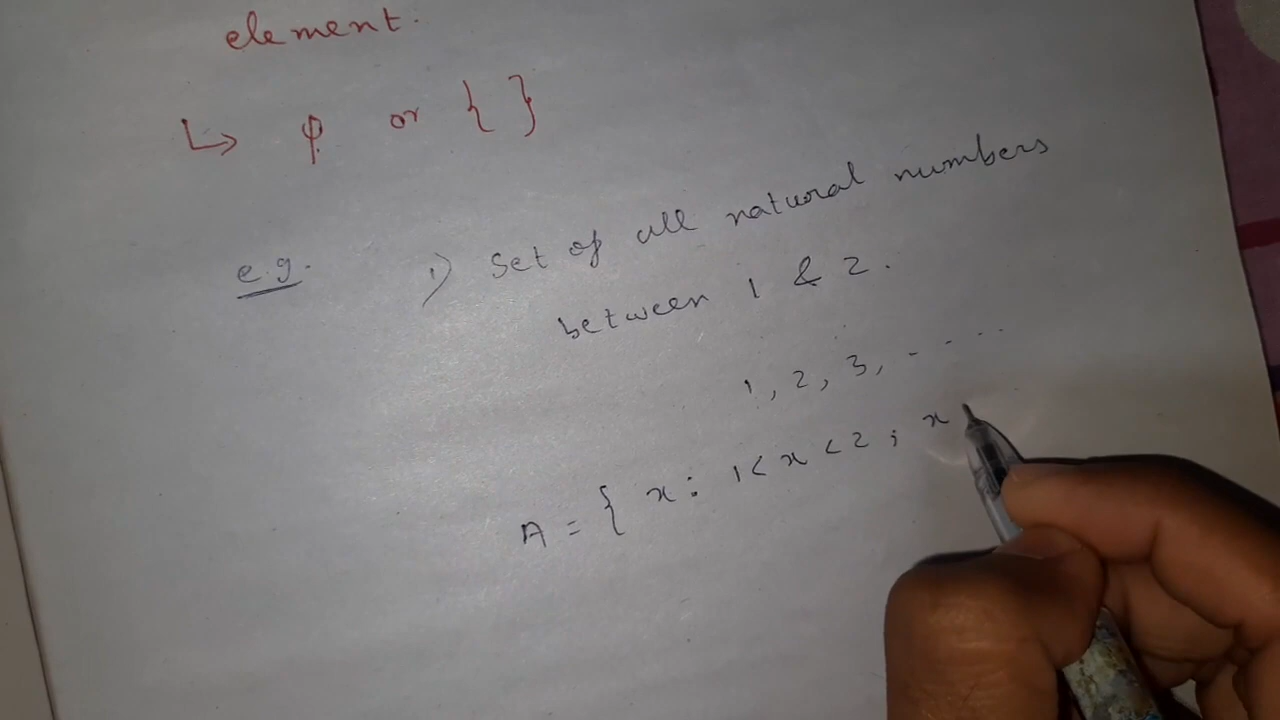 element.
↳ φ or { }
e.g. 1) Set of all natural numbers
between 1 & 2.
1, 2, 3, - - - -
A = { x : 1 < x < 2 ; x